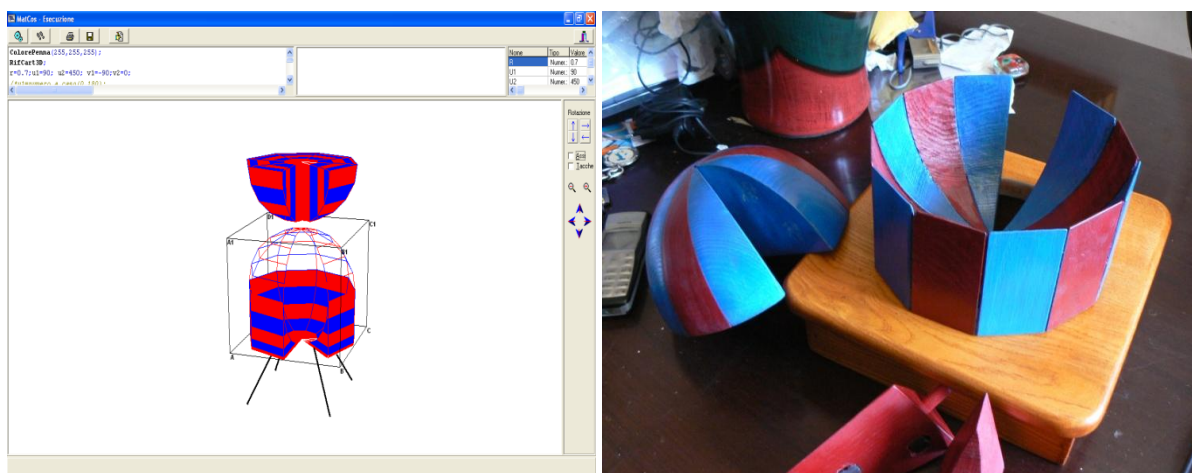 MatCos - Esecuzione
ColorePenna(255,255,255);
RifCart3D;
r=0.7;u1=90; u2=450; v1=-90;v2=0;
Nome Tipo Valore
R Numer. 0.7
U1 Numer. 90
U2 Numer. 450
Rotazione
Assi
Tacche
D1
C1
A1
B1
C
A
B